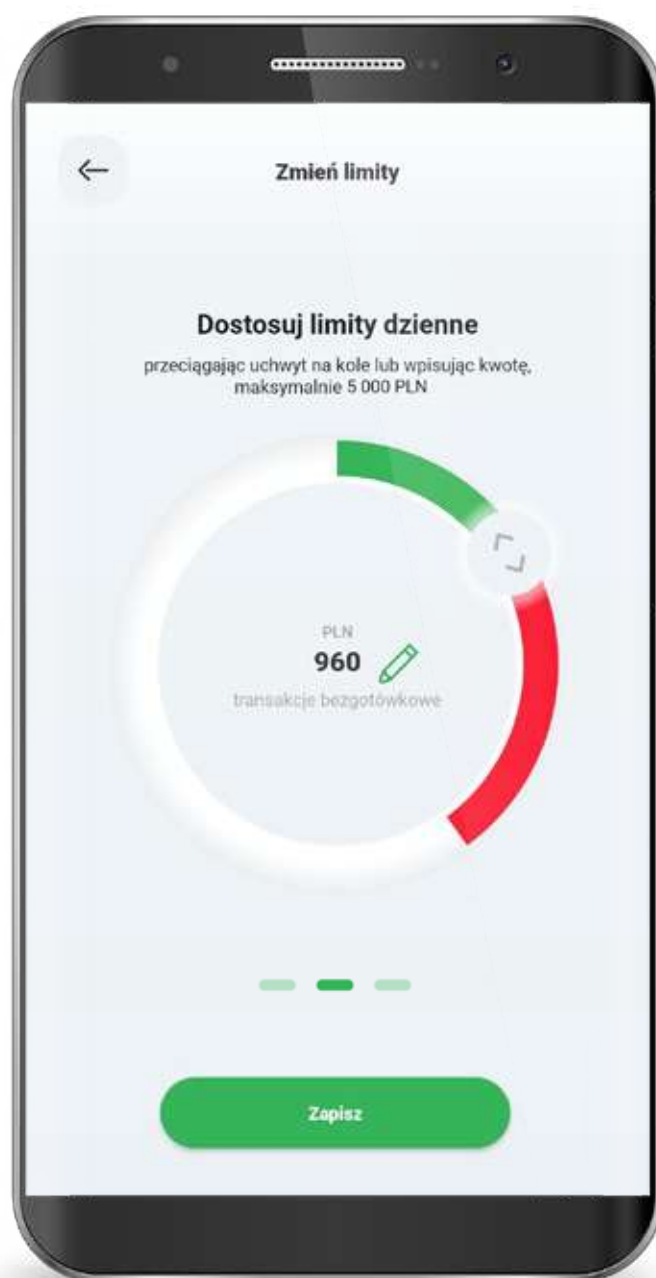 Zmień limity
Dostosuj limity dzienne
przeciągając uchwyt na kole lub wpisując kwotę,
maksymalnie 5 000 PLN
PLN
960
transakcje bezgotówkowe
Zapisz